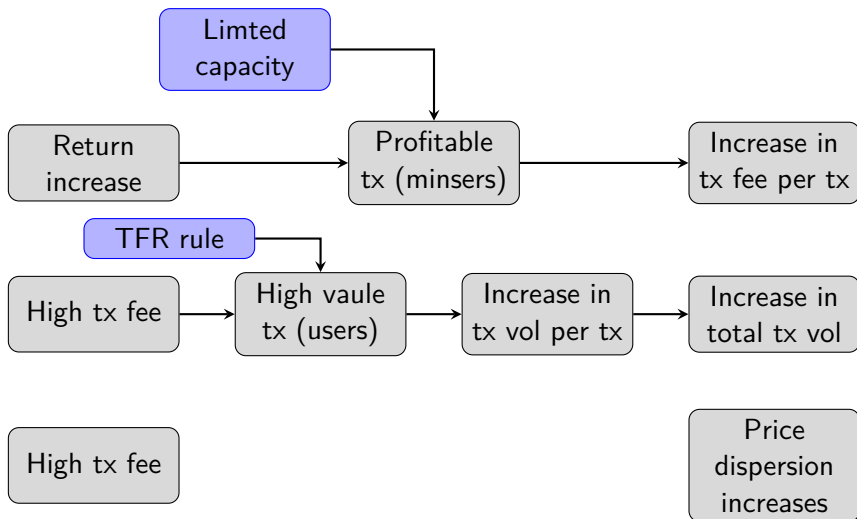 Limted
capacity
Return
increase
Profitable
tx (minsers)
Increase in
tx fee per tx
TFR rule
High tx fee
High vaule
tx (users)
Increase in
tx vol per tx
Increase in
total tx vol
High tx fee
Price
dispersion
increases